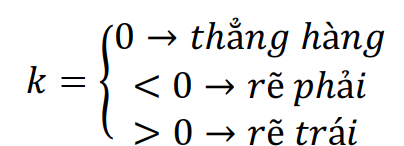 0 → thẳng hàng
k = { < 0 → rẽ phải
> 0 → rẽ trái